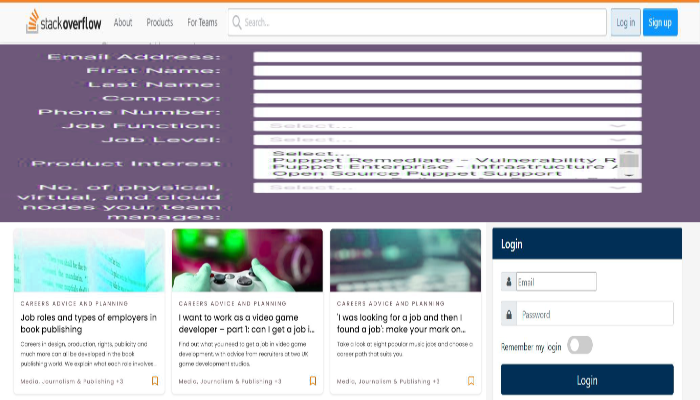 stackoverflow About Products For Teams Search.. Log in Sign up
Email Address:
First Name:
Last Name:
Company:
Phone Number:
Job Function: Select...
Job Level: Select...
Select...
Product Interest Puppet Remediate - Vulnerability R
Puppet Enterprise - Infrastructure
Open Source Puppet Support
No. of physical, Select...
virtual, and cloud
nodes your team
manages:
CAREERS ADVICE AND PLANNING
Job roles and types of employers in
book publishing
Careers in design, production, rights, publicity and
much more can all be developed in the book
publishing world. We explain what each role involves...
Media, Journalism & Publishing +3
CAREERS ADVICE AND PLANNING
I want to work as a video game
developer – part 1: can I get a job i...
Find out what you need to get a job in video game
development, with advice from recruiters at two UK
game development studios.
Media, Journalism & Publishing +3
CAREERS ADVICE AND PLANNING
'I was looking for a job and then I
found a job': make your mark on...
Take a look at eight popular music jobs and choose a
career path that suits you.
Media, Journalism & Publishing +3
Login
Email
Password
Remember my login
Login